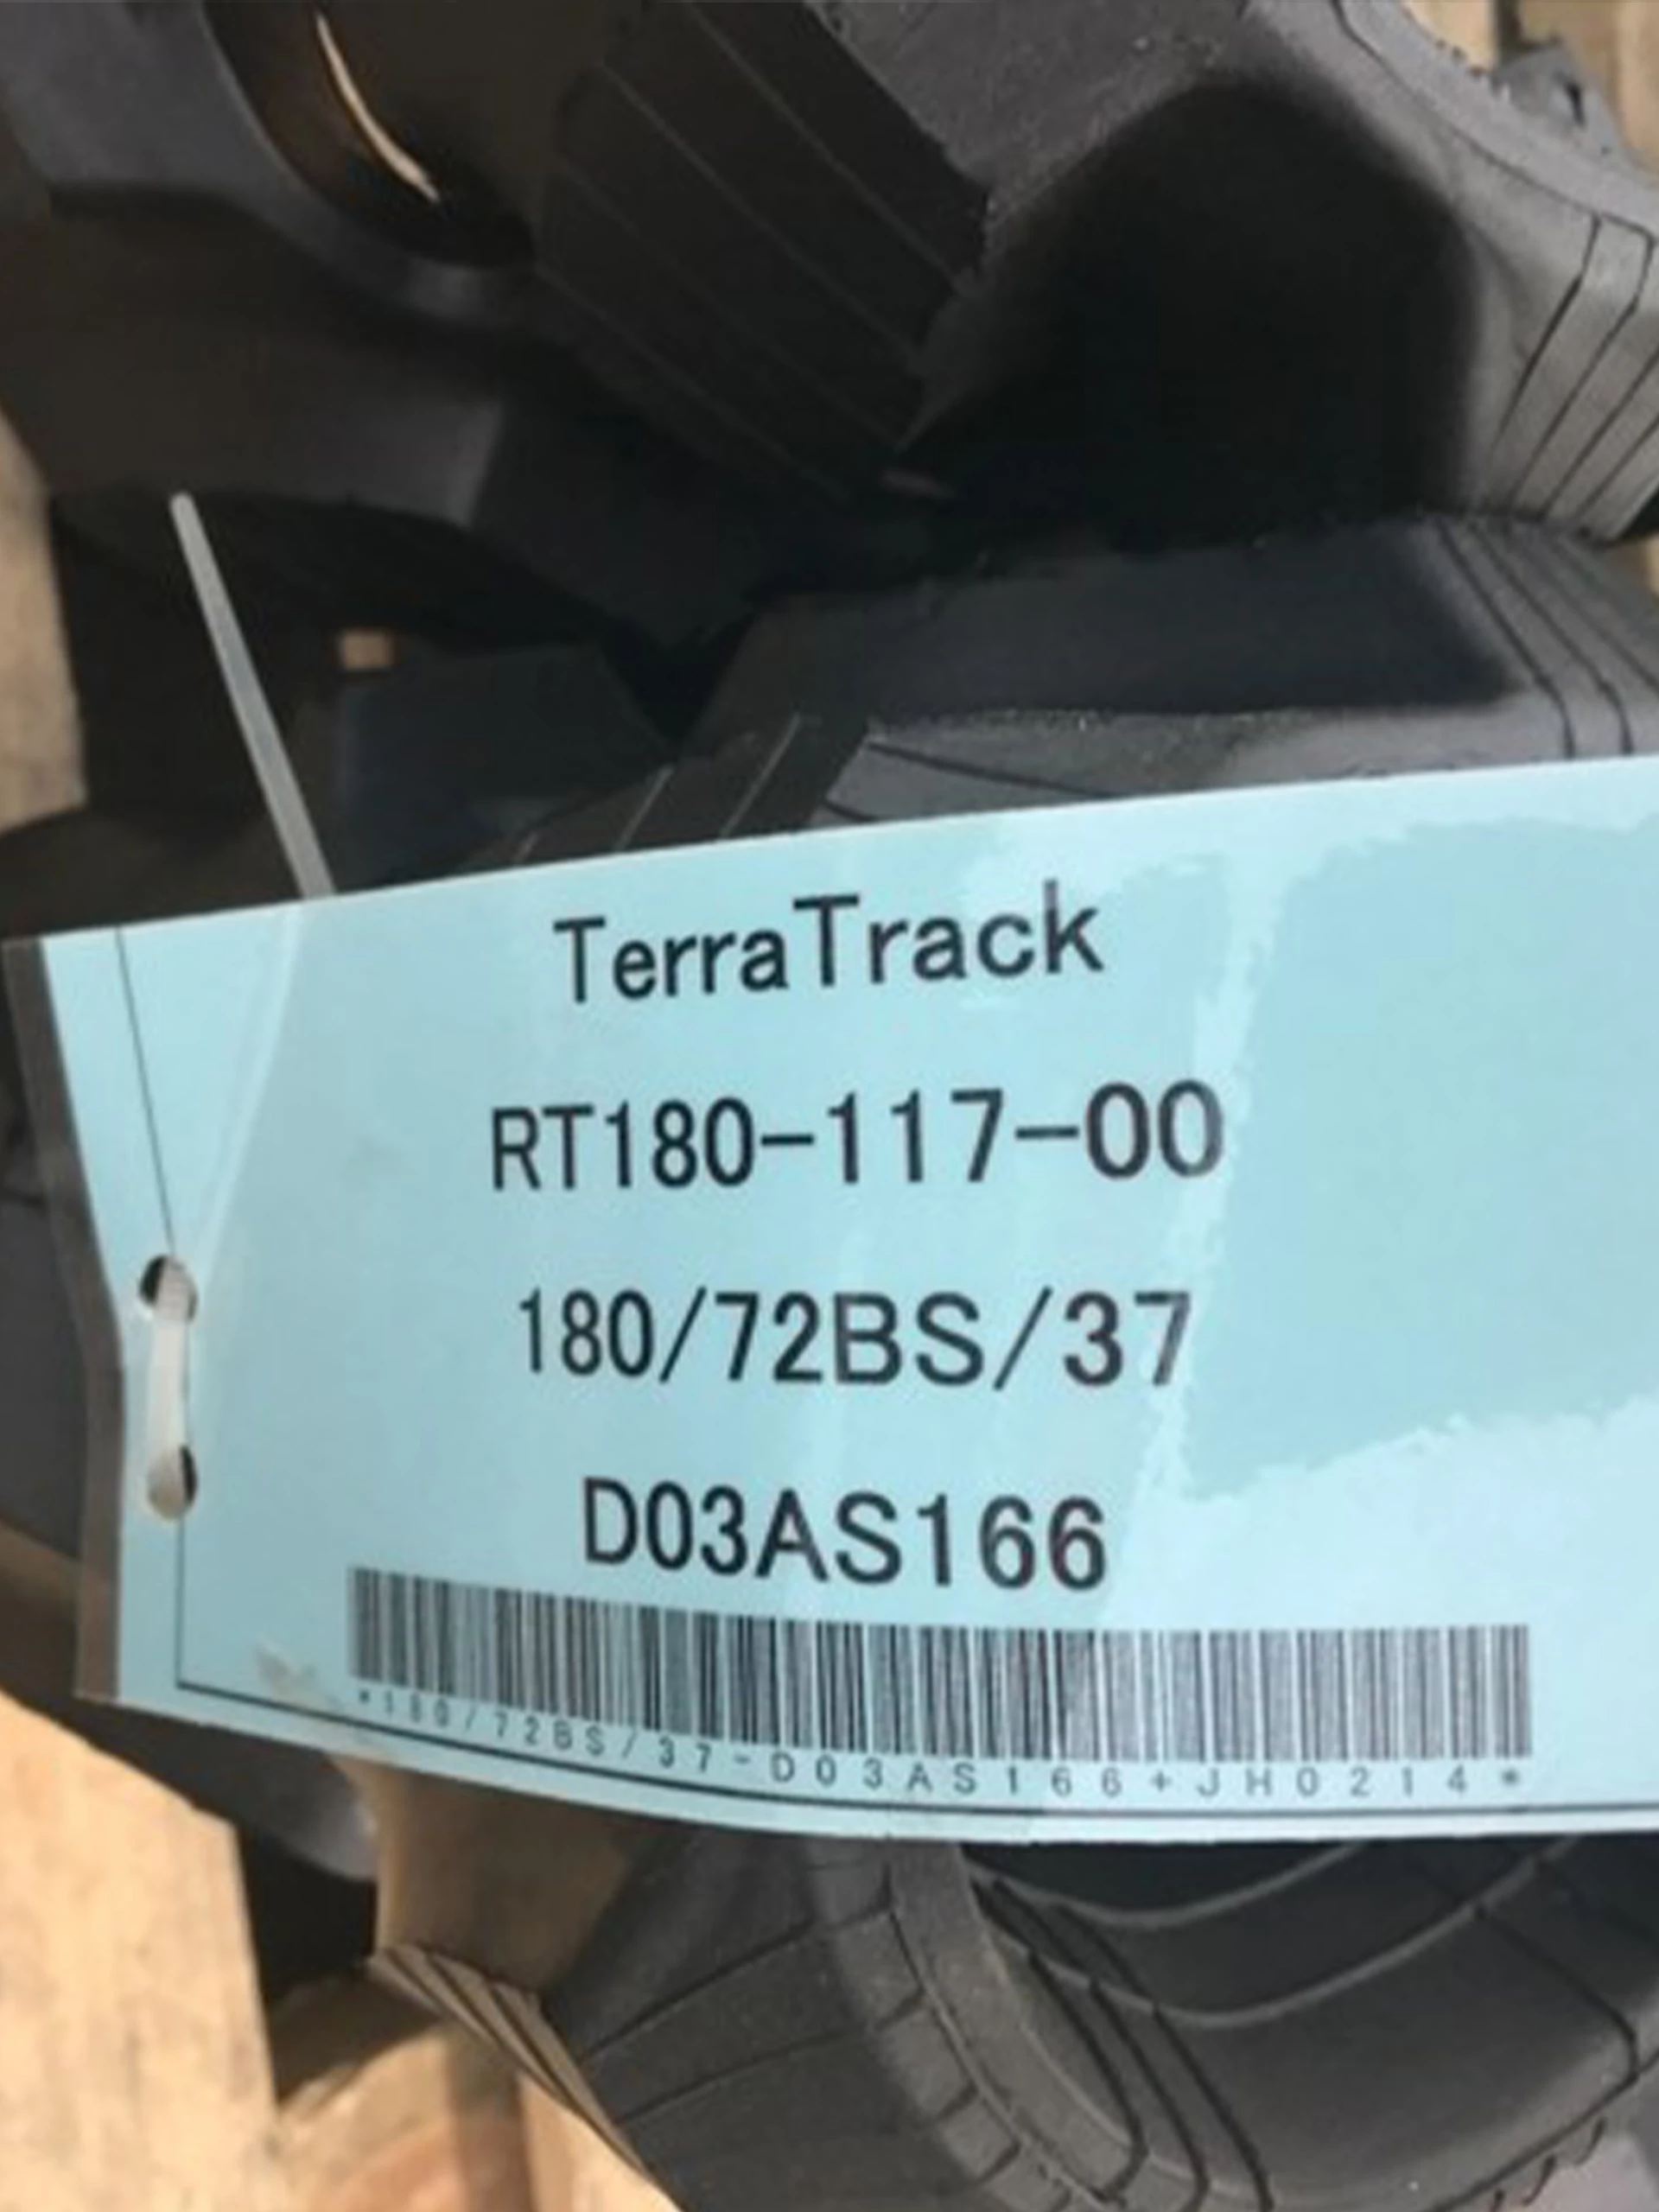 TerraTrack
RT180-117-00
180/72BS/37
D03AS166
*180/72BS/37-D03AS166+JH0214*